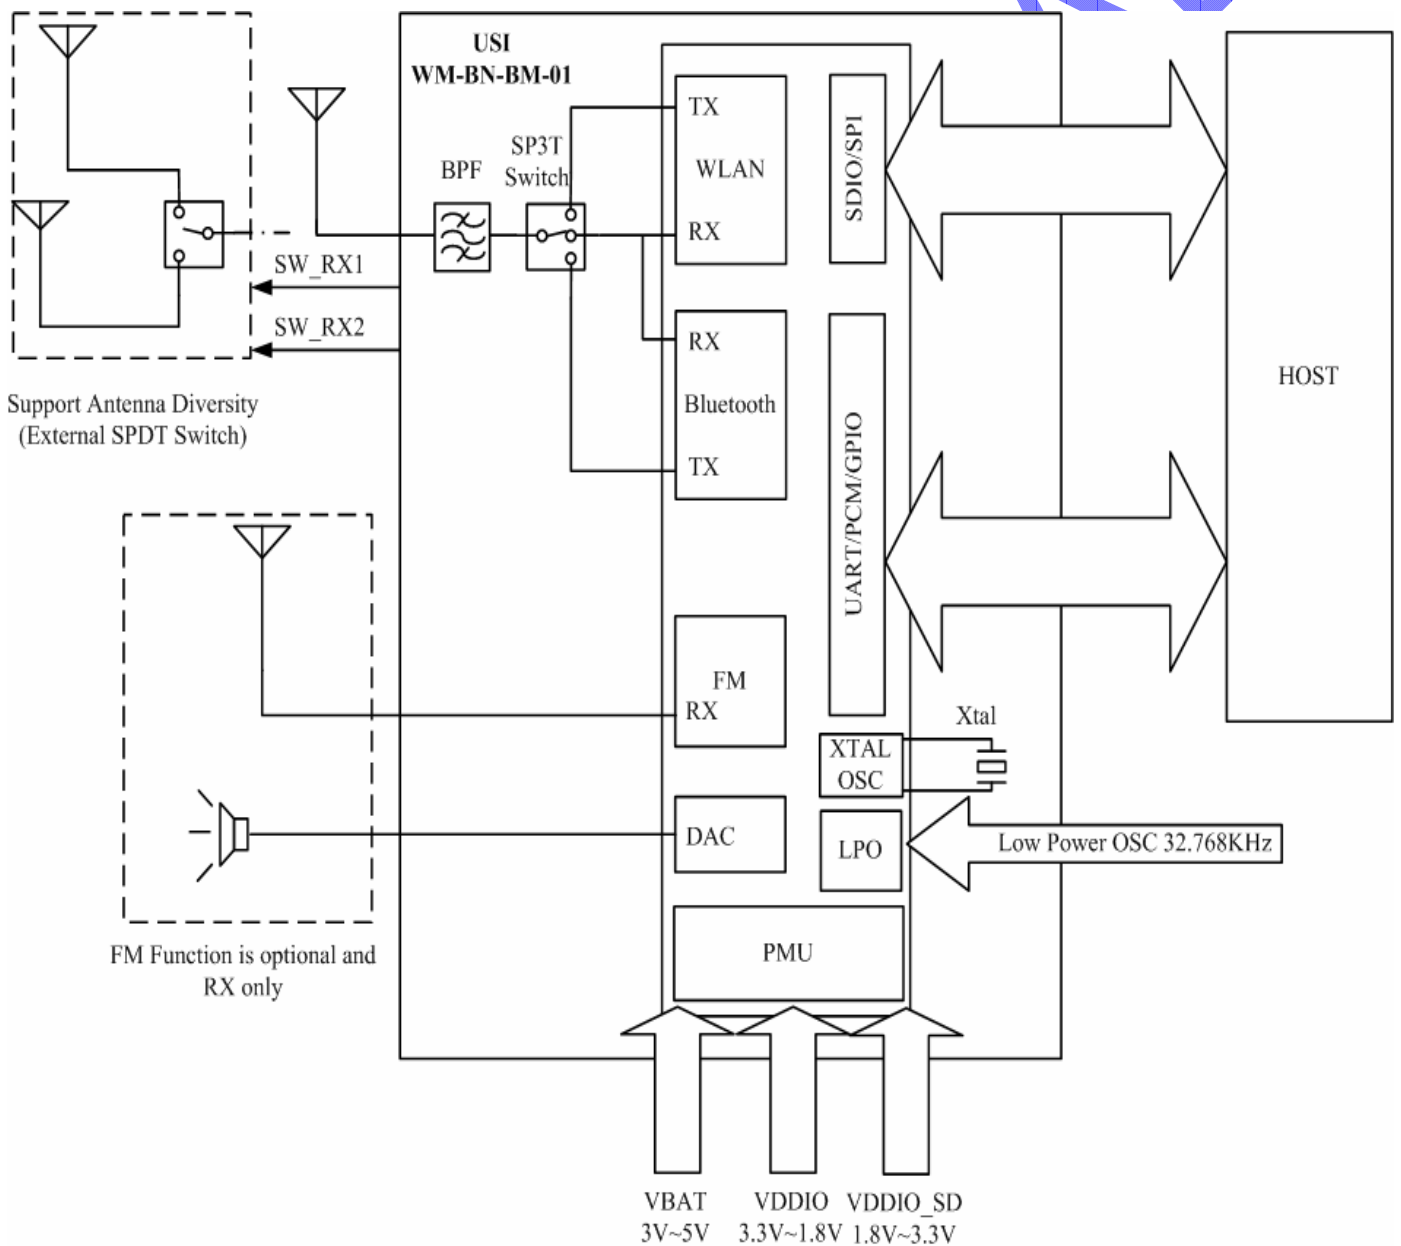 USI
WM-BN-BM-01
TX
WLAN
RX
SDIO/SPI
BPF
SP3T
Switch
SW_RX1
SW_RX2
Support Antenna Diversity
(External SPDT Switch)
RX
Bluetooth
TX
UART/PCM/GPIO
HOST
FM
RX
Xtal
XTAL
OSC
DAC
LPO
Low Power OSC 32.768KHz
PMU
FM Function is optional and
RX only
VBAT
3V~5V
VDDIO
3.3V~1.8V
VDDIO_SD
1.8V~3.3V